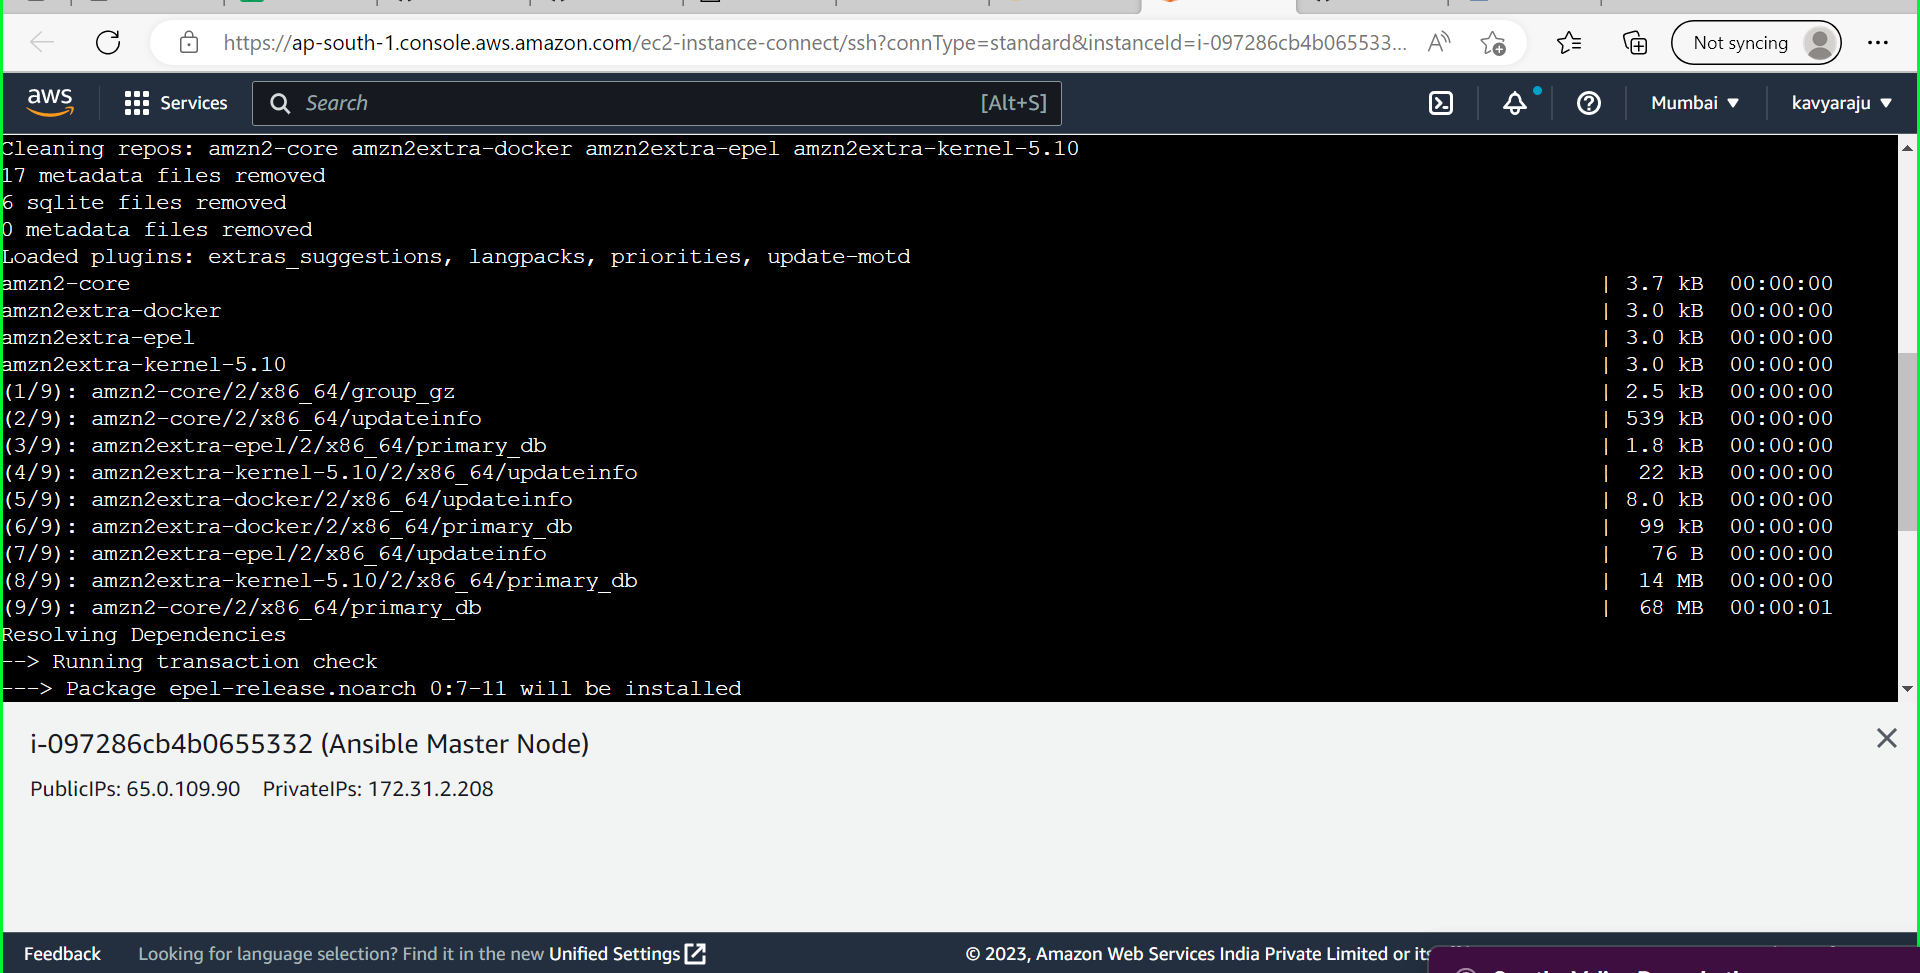 https://ap-south-1.console.aws.amazon.com/ec2-instance-connect/ssh?connType=standard&instanceId=i-097286cb4b065533...
Not syncing
aws
Services
Search
[Alt+S]
Mumbai
kavyaraju
Cleaning repos: amzn2-core amzn2extra-docker amzn2extra-epel amzn2extra-kernel-5.10
17 metadata files removed
6 sqlite files removed
0 metadata files removed
Loaded plugins: extras_suggestions, langpacks, priorities, update-motd
amzn2-core | 3.7 kB 00:00:00
amzn2extra-docker | 3.0 kB 00:00:00
amzn2extra-epel | 3.0 kB 00:00:00
amzn2extra-kernel-5.10 | 3.0 kB 00:00:00
(1/9): amzn2-core/2/x86_64/group_gz | 2.5 kB 00:00:00
(2/9): amzn2-core/2/x86_64/updateinfo | 539 kB 00:00:00
(3/9): amzn2extra-epel/2/x86_64/primary_db | 1.8 kB 00:00:00
(4/9): amzn2extra-kernel-5.10/2/x86_64/updateinfo | 22 kB 00:00:00
(5/9): amzn2extra-docker/2/x86_64/updateinfo | 8.0 kB 00:00:00
(6/9): amzn2extra-docker/2/x86_64/primary_db | 99 kB 00:00:00
(7/9): amzn2extra-epel/2/x86_64/updateinfo | 76 B 00:00:00
(8/9): amzn2extra-kernel-5.10/2/x86_64/primary_db | 14 MB 00:00:00
(9/9): amzn2-core/2/x86_64/primary_db | 68 MB 00:00:01
Resolving Dependencies
--> Running transaction check
---> Package epel-release.noarch 0:7-11 will be installed
i-097286cb4b0655332 (Ansible Master Node)
PublicIPs: 65.0.109.90 PrivateIPs: 172.31.2.208
Feedback Looking for language selection? Find it in the new Unified Settings
© 2023, Amazon Web Services India Private Limited or its